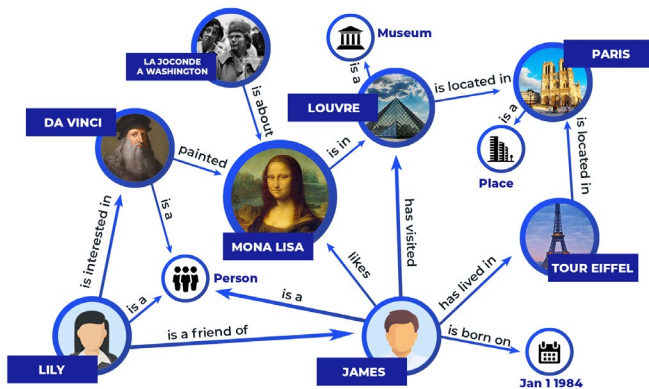 Museum
LA JOCONDE
A WASHINGTON
PARIS
is a
DA VINCI
LOUVRE
is located in
is about
is a
is located in
painted
is in
Place
is a
MONA LISA
has visited
is interested in
TOUR EIFFEL
Person
likes
has lived in
is a
is a
is a friend of
is born on
LILY
JAMES
Jan 1 1984